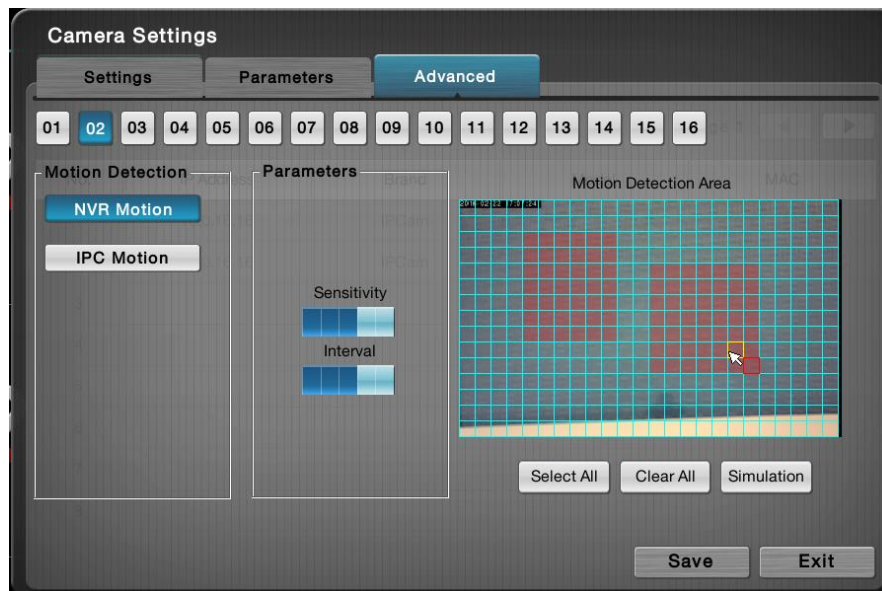 Camera Settings
Settings Parameters Advanced
01 02 03 04 05 06 07 08 09 10 11 12 13 14 15 16
Motion Detection
NVR Motion
IPC Motion
Parameters
Sensitivity
Interval
Brand
MAC
Motion Detection Area
Select All Clear All Simulation
Save Exit